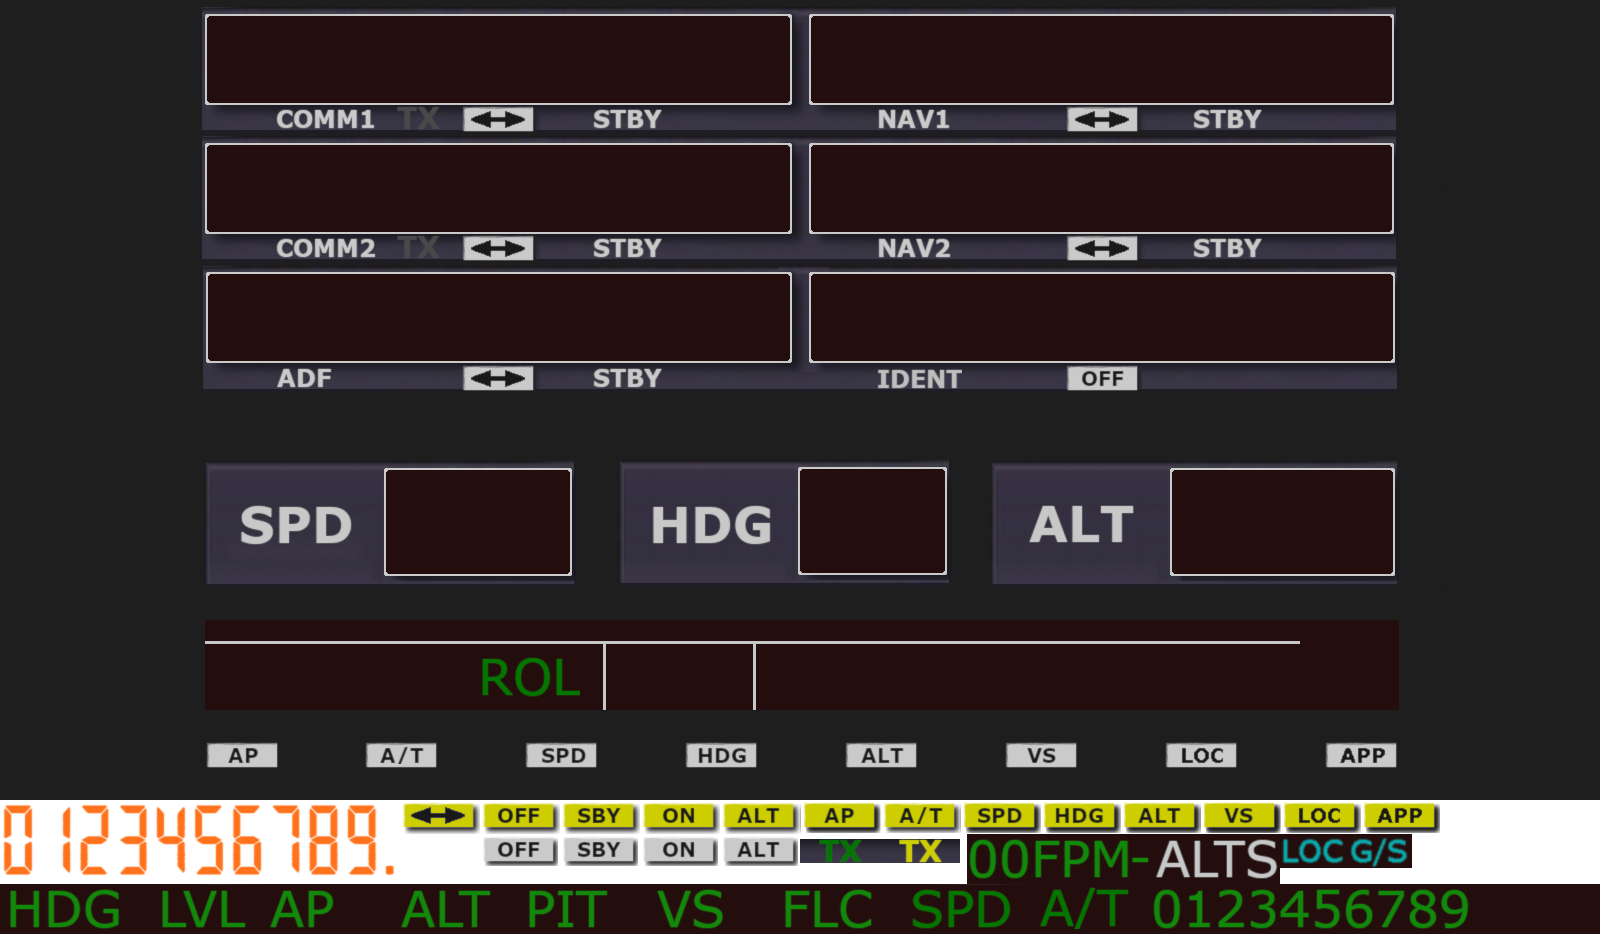 COMM1 TX STBY NAV1 STBY
COMM2 TX STBY NAV2 STBY
ADF STBY IDENT OFF
SPD HDG ALT
ROL
AP A/T SPD HDG ALT VS LOC APP
0123456789. OFF SBY ON ALT AP A/T SPD HDG ALT VS LOC APP
OFF SBY ON ALT TX TX 00FPM-ALTS LOC G/S
HDG LVL AP ALT PIT VS FLC SPD A/T 0123456789